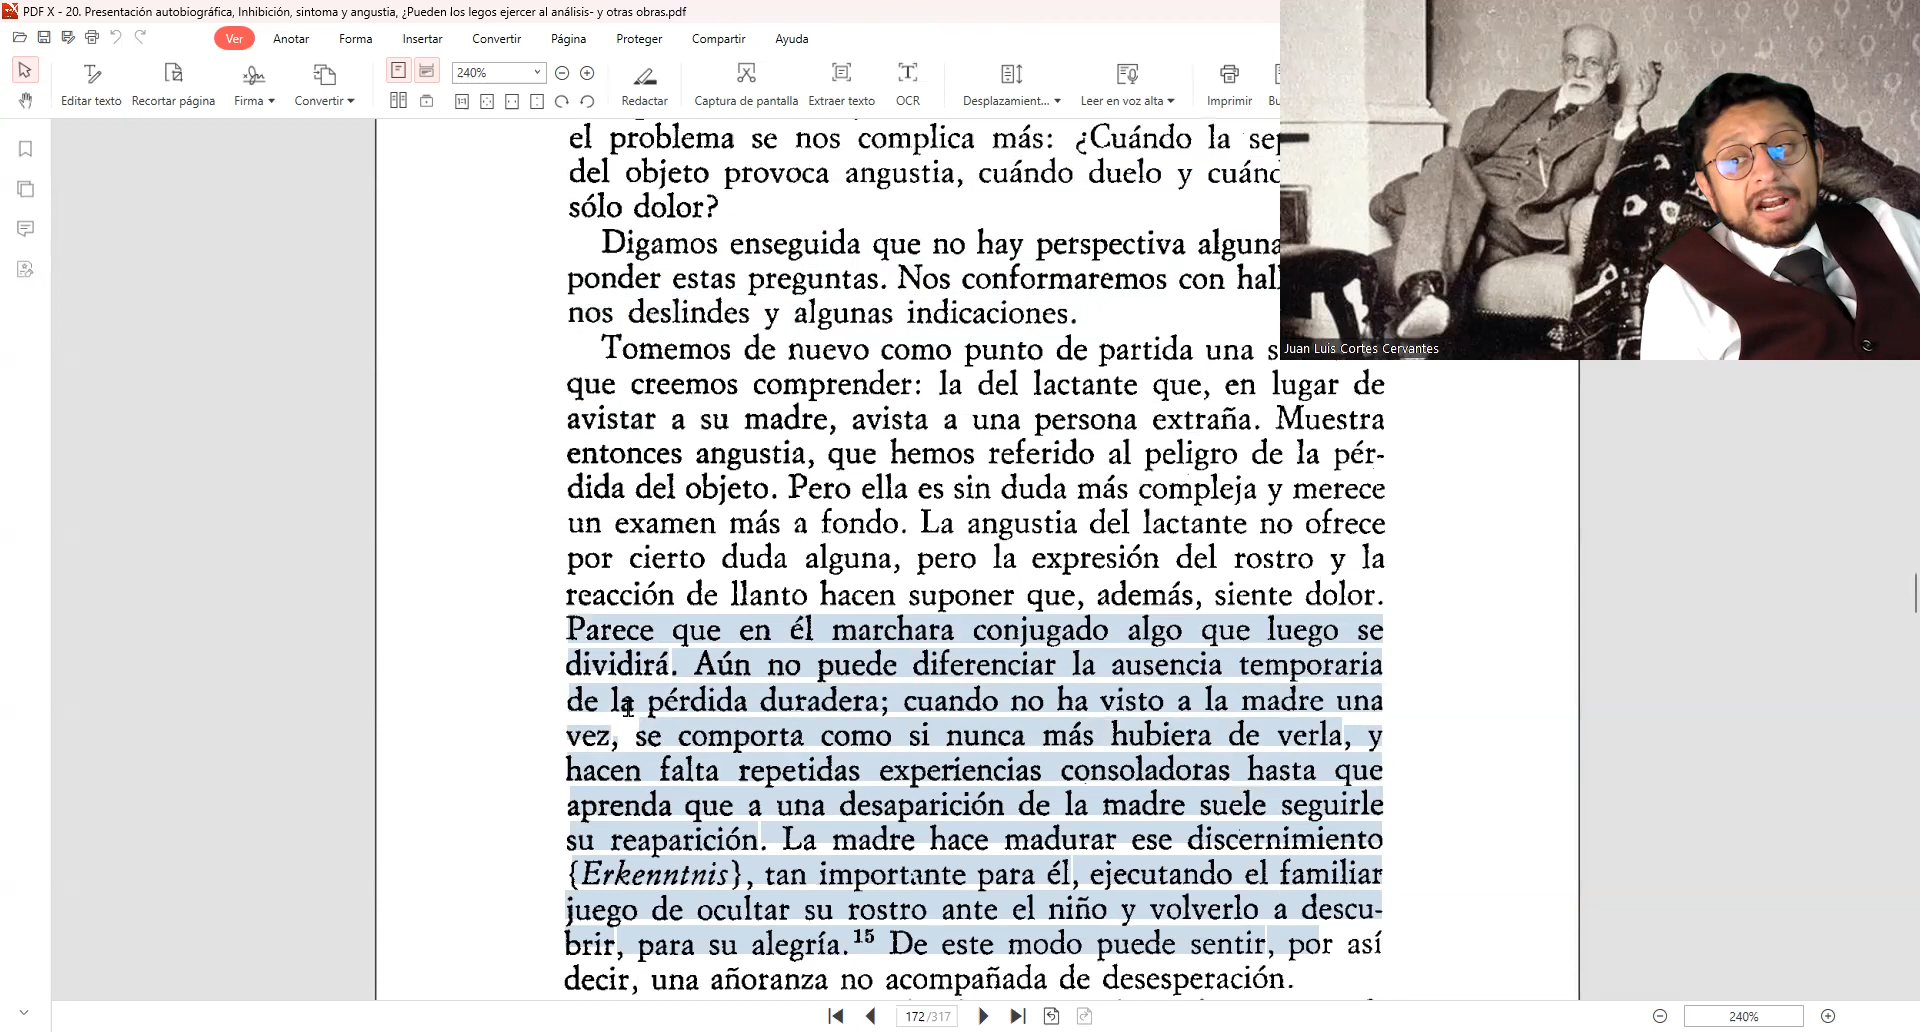 PDF X - 20. Presentación autobiográfica, Inhibición, sintoma y angustia, ¿Pueden los legos ejercer al análisis- y otras obras.pdf
Ver Anotar Forma Insertar Convertir Página Proteger Compartir Ayuda
240%
Editar texto Recortar página Firma Convertir Redactar Captura de pantalla Extraer texto OCR Desplazamient... Leer en voz alta Imprimir
el problema se nos complica más: ¿Cuándo la
del objeto provoca angustia, cuándo duelo y
sólo dolor?
Digamos enseguida que no hay perspectiva alguna
ponder estas preguntas. Nos conformaremos con
nos deslindes y algunas indicaciones.
Tomemos de nuevo como punto de partida una
que creemos comprender: la del lactante que, en lugar de
avistar a su madre, avista a una persona extraña. Muestra
entonces angustia, que hemos referido al peligro de la pér-
dida del objeto. Pero ella es sin duda más compleja y merece
un examen más a fondo. La angustia del lactante no ofrece
por cierto duda alguna, pero la expresión del rostro y la
reacción de llanto hacen suponer que, además, siente dolor.
Parece que en él marchara conjugado algo que luego se
dividirá. Aún no puede diferenciar la ausencia temporaria
de la pérdida duradera; cuando no ha visto a la madre una
vez, se comporta como si nunca más hubiera de verla, y
hacen falta repetidas experiencias consoladoras hasta que
aprenda que a una desaparición de la madre suele seguirle
su reaparición. La madre hace madurar ese discernimiento
{Erkenntnis}, tan importante para él, ejecutando el familiar
juego de ocultar su rostro ante el niño y volverlo a descu-
brir, para su alegría.15 De este modo puede sentir, por así
decir, una añoranza no acompañada de desesperación.
Juan Luis Cortes Cervantes
172/317
240%